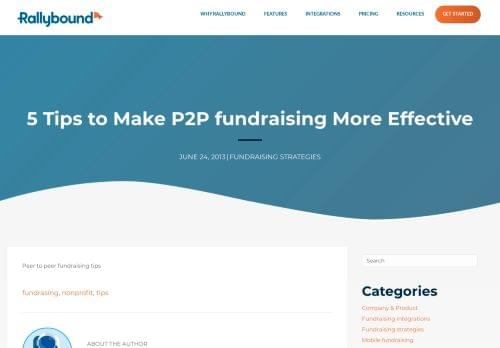 Rallybound
WHY RALLYBOUND
FEATURES
INTEGRATIONS
PRICING
RESOURCES
GET STARTED
5 Tips to Make P2P fundraising More Effective
JUNE 24, 2013 | FUNDRAISING STRATEGIES
Peer to peer fundraising tips
fundrasing, nonprofit, tips
ABOUT THE AUTHOR
Search
Categories
Company & Product
Fundraising integrations
Fundraising strategies
Mobile fundraising